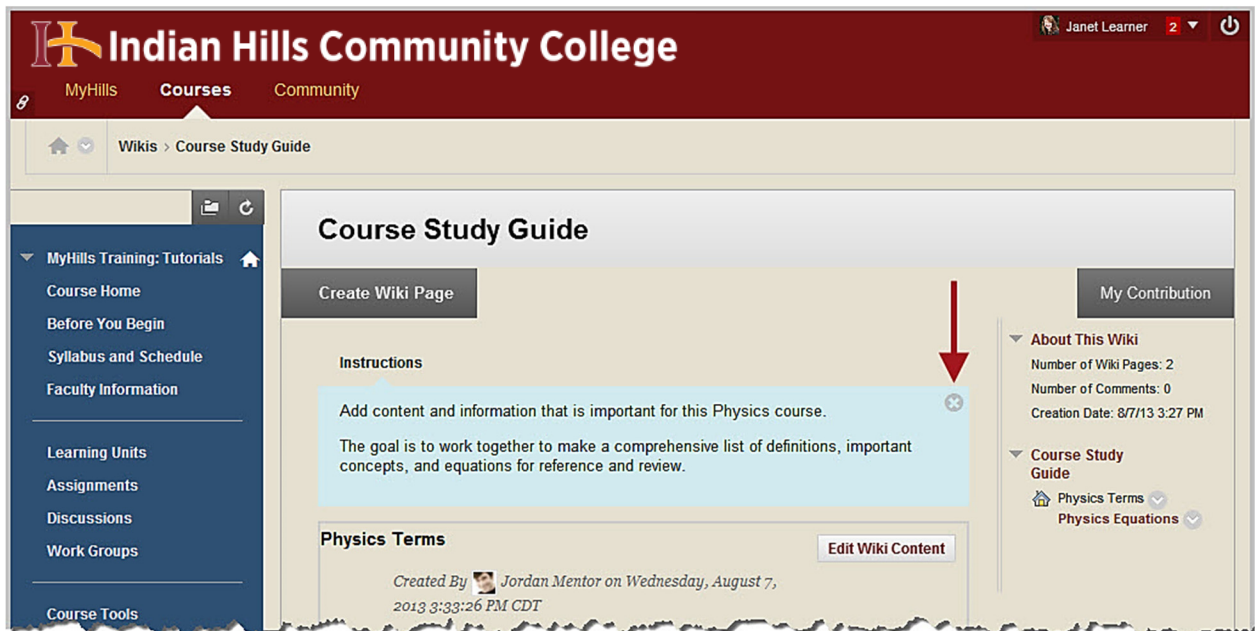 Indian Hills Community College
Janet Learner 2
MyHills Courses Community
Wikis > Course Study Guide
Course Study Guide
MyHills Training: Tutorials
Course Home
Before You Begin
Syllabus and Schedule
Faculty Information
Learning Units
Assignments
Discussions
Work Groups
Course Tools
Create Wiki Page
My Contribution
Instructions
Add content and information that is important for this Physics course.
The goal is to work together to make a comprehensive list of definitions, important
concepts, and equations for reference and review.
Physics Terms
Edit Wiki Content
Created By Jordan Mentor on Wednesday, August 7,
2013 3:33:26 PM CDT
About This Wiki
Number of Wiki Pages: 2
Number of Comments: 0
Creation Date: 8/7/13 3:27 PM
Course Study
Guide
Physics Terms
Physics Equations